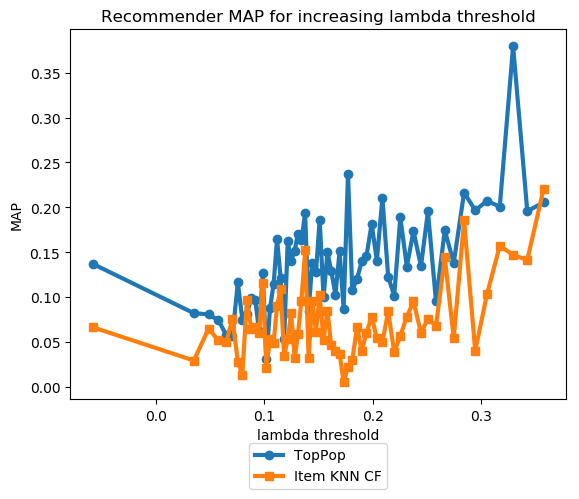 Recommender MAP for increasing lambda threshold
MAP
0.35
0.30
0.25
0.20
0.15
0.10
0.05
0.00
0.0
0.1
0.2
0.3
lambda threshold
TopPop
Item KNN CF